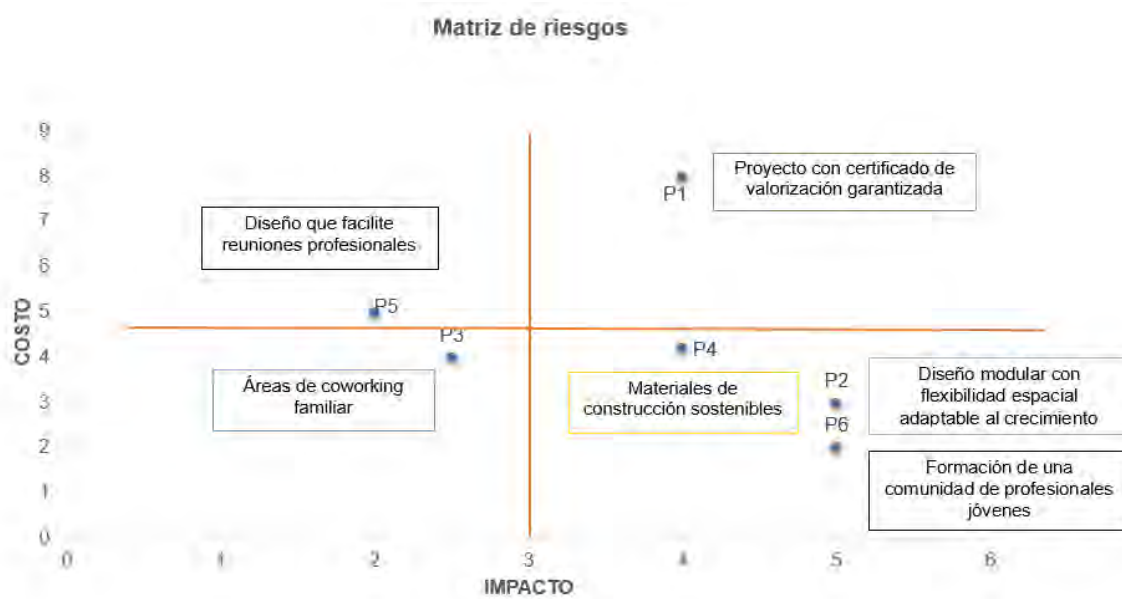 Matriz de riesgos
9
8
7
6
5
4
3
2
1
0
COSTO
Proyecto con certificado de
valorización garantizada
P1
Diseño que facilite
reuniones profesionales
P5
P3
P4
Áreas de coworking
familiar
Materiales de
construcción sostenibles
P2
P6
Diseño modular con
flexibilidad espacial
adaptable al crecimiento
Formación de una
comunidad de profesionales
jóvenes
0 1 2 3 4 5 6
IMPACTO